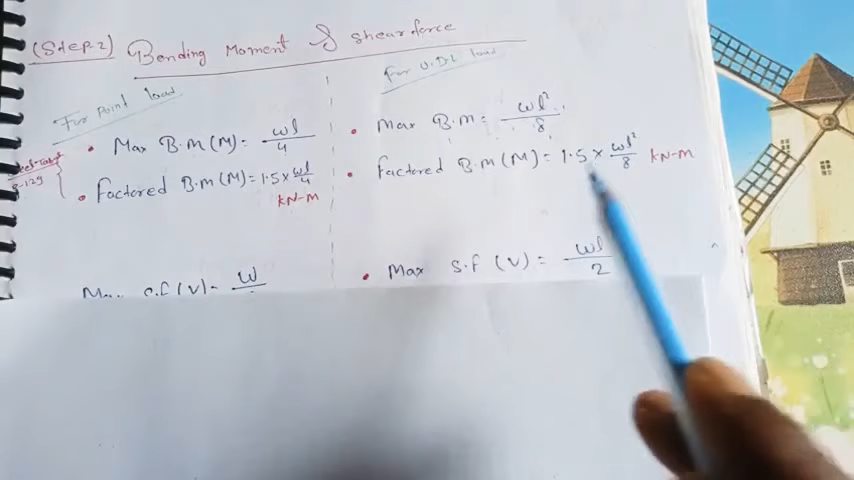 (Step-2) Bending Moment & shear force
For point load
Max B.M(M) = wl/4
Factored B.M(M) = 1.5 x wl/4
KN-M
For U.D.L load
Max B.M = wl²/8
Factored B.M(M) = 1.5 x wl²/8 KN-M
Max S.F (V) = wl/2